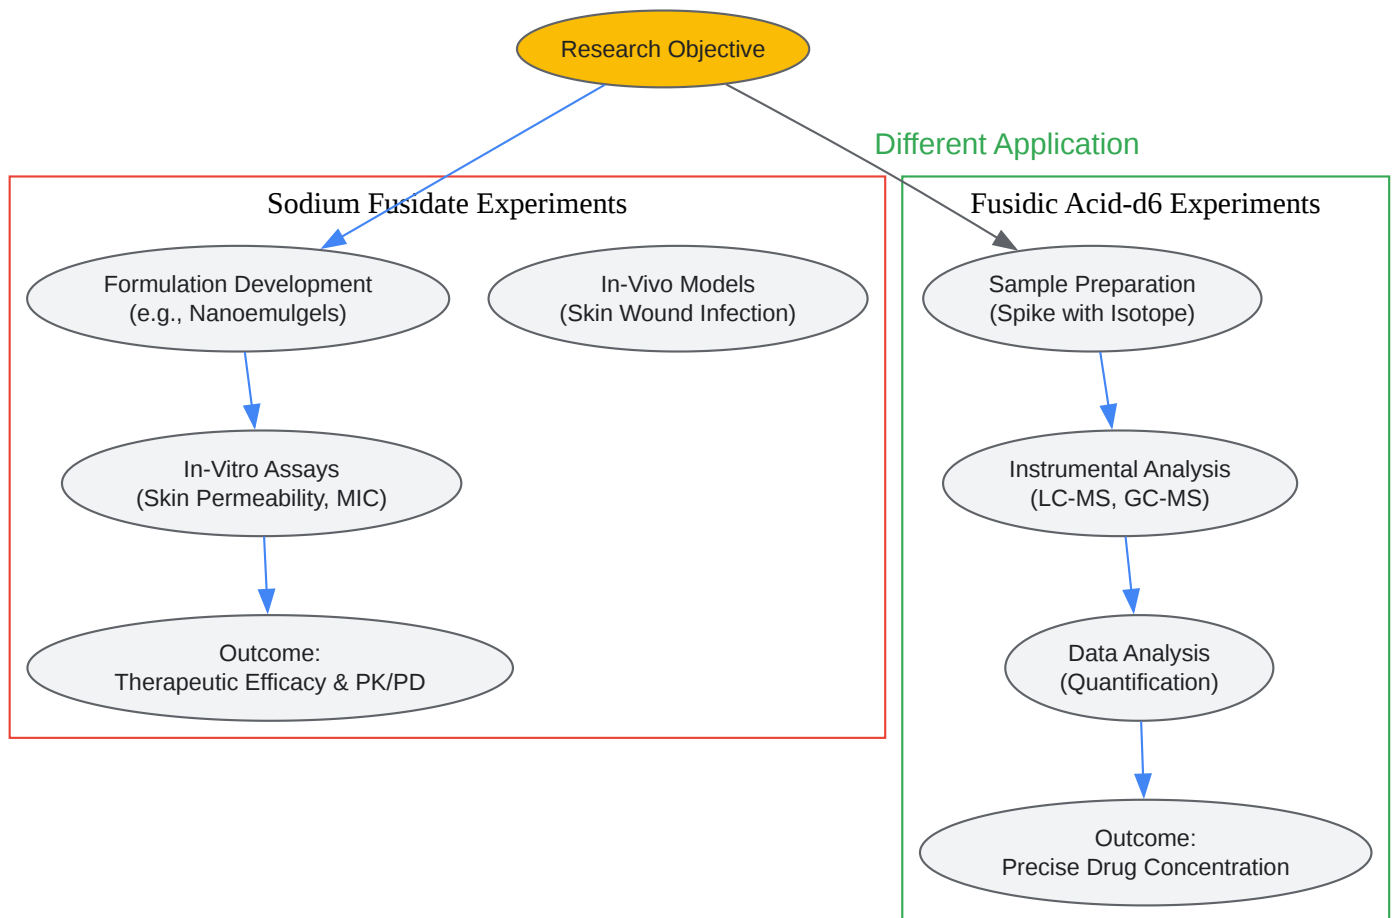 Research Objective
Different Application
Sodium Fusidate Experiments
Formulation Development
(e.g., Nanoemulgels)
In-Vivo Models
(Skin Wound Infection)
In-Vitro Assays
(Skin Permeability, MIC)
Outcome:
Therapeutic Efficacy & PK/PD
Fusidic Acid-d6 Experiments
Sample Preparation
(Spike with Isotope)
Instrumental Analysis
(LC-MS, GC-MS)
Data Analysis
(Quantification)
Outcome:
Precise Drug Concentration